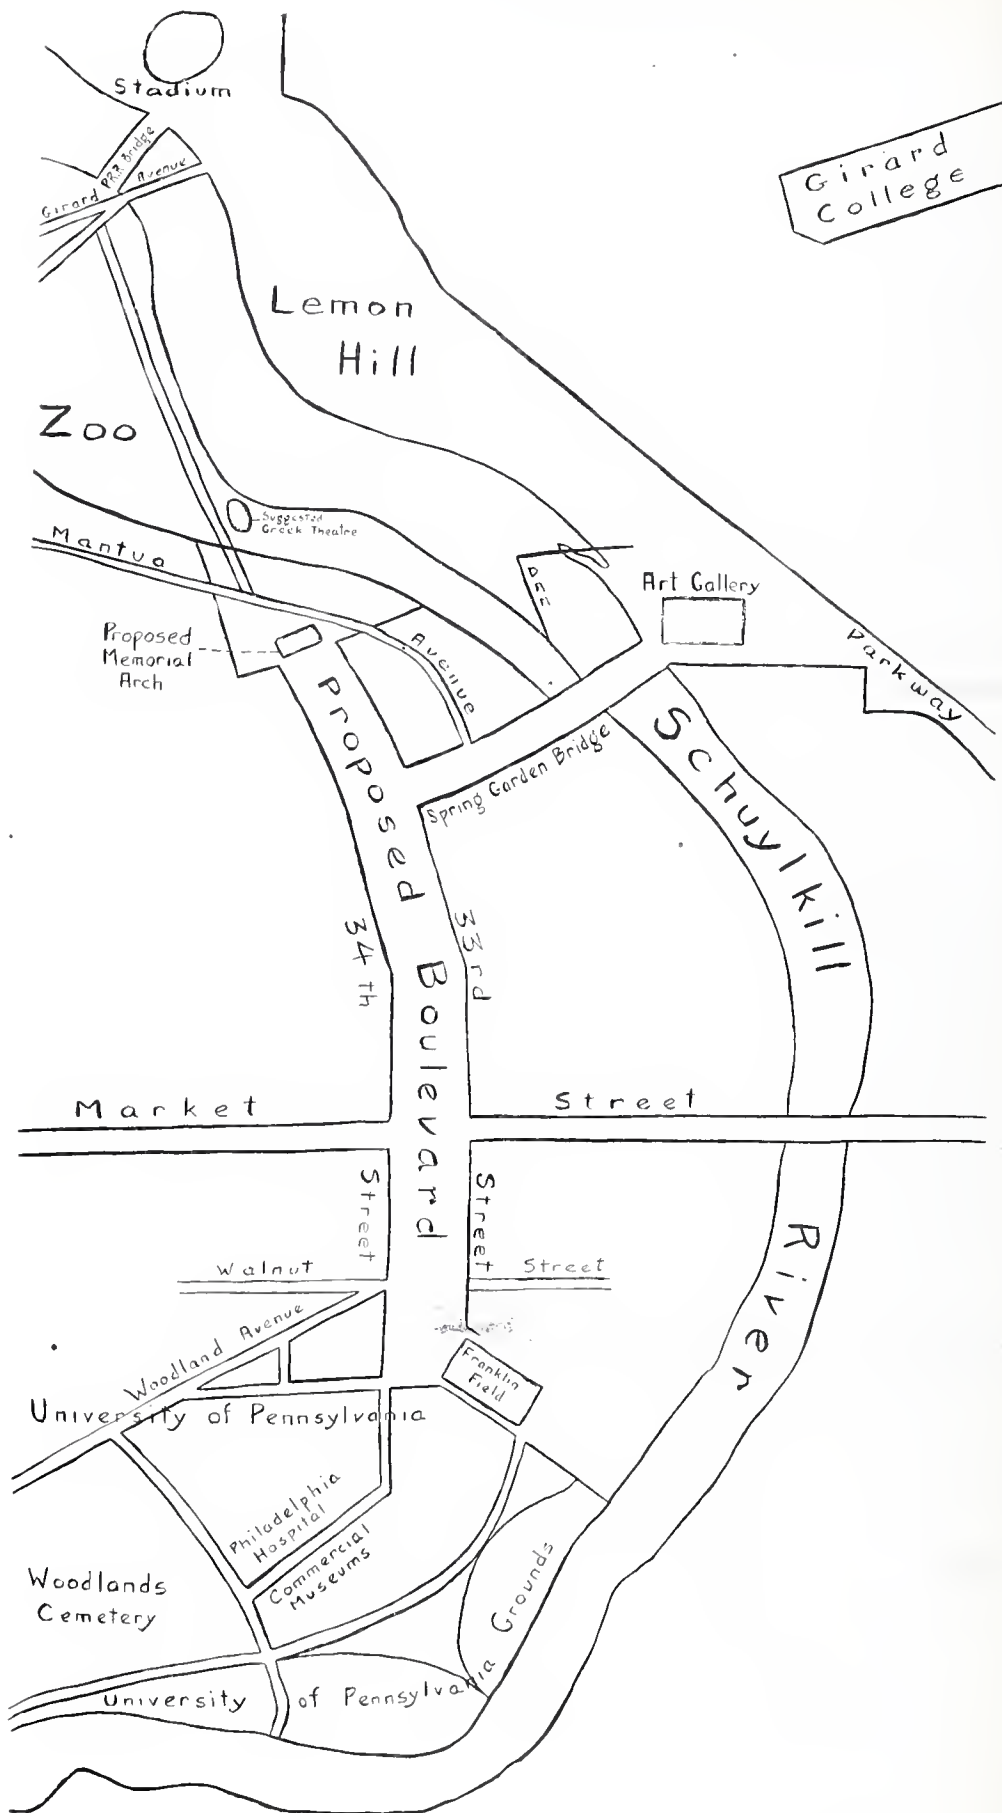 Stadium
P.R.R. Bridge
Girard Avenue
Girard
College
Lemon
Hill
Zoo
Suggested
Greek Theatre
Mantua Avenue
Art Gallery
Proposed
Memorial
Arch
Parkway
Spring Garden Bridge
Schuylkill River
Proposed Boulevard
34th Street
33rd Street
Market Street
Walnut Street
Woodland Avenue
Franklin
Field
University of Pennsylvania
Philadelphia
Hospital
Commercial
Museums
Woodlands
Cemetery
University of Pennsylvania Grounds